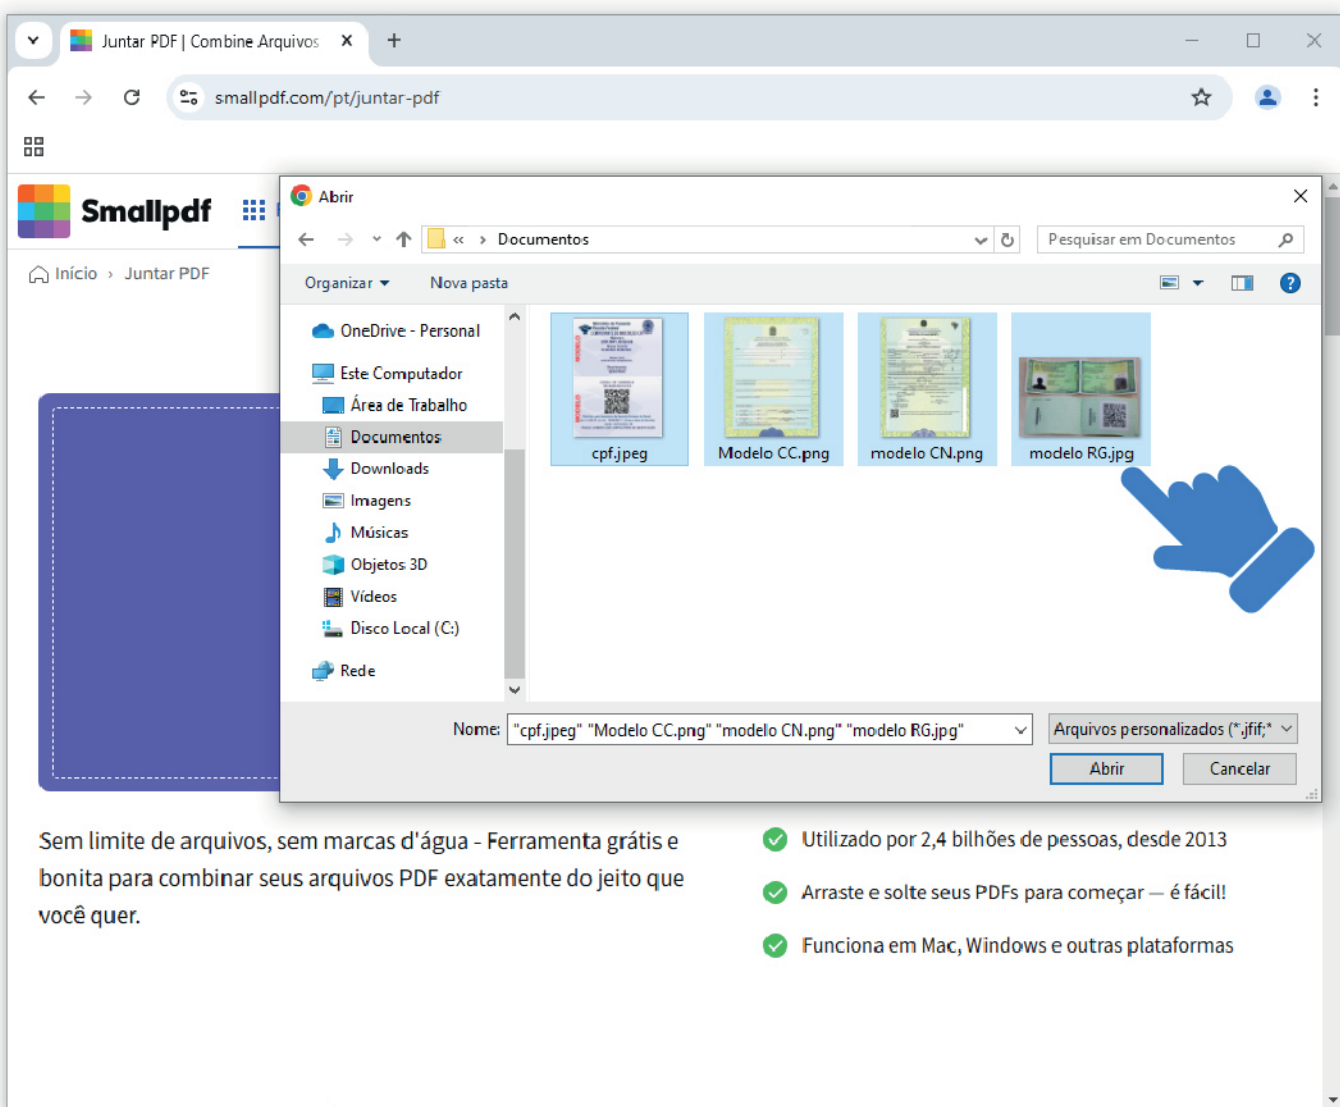 Juntar PDF | Combine Arquivos
smallpdf.com/pt/juntar-pdf
Smallpdf
Início › Juntar PDF
Abrir
« › Documentos
Pesquisar em Documentos
Organizar
Nova pasta
OneDrive - Personal
Este Computador
Área de Trabalho
Documentos
Downloads
Imagens
Músicas
Objetos 3D
Vídeos
Disco Local (C:)
Rede
MODELO
MODELO
cpf.jpeg
Modelo CC.png
modelo CN.png
modelo RG.jpg
Nome: "cpf.jpeg" "Modelo CC.png" "modelo CN.png" "modelo RG.jpg"
Arquivos personalizados (*.jfif;*
Abrir
Cancelar
Sem limite de arquivos, sem marcas d'água - Ferramenta grátis e
bonita para combinar seus arquivos PDF exatamente do jeito que
você quer.
Utilizado por 2,4 bilhões de pessoas, desde 2013
Arraste e solte seus PDFs para começar — é fácil!
Funciona em Mac, Windows e outras plataformas